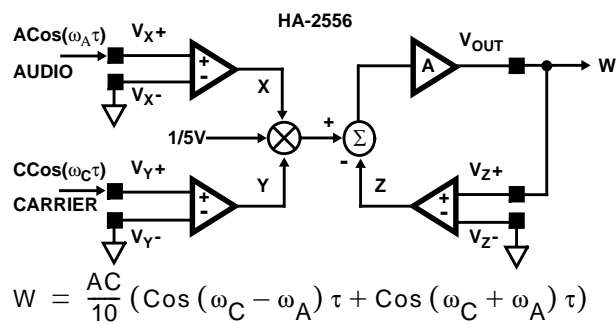 HA-2556
ACos(ω_Aτ)
AUDIO
V_X+
V_X-
+
-
X
1/5V
CCos(ω_Cτ)
CARRIER
V_Y+
V_Y-
+
-
Y
+
Σ
-
Z
A
V_OUT
W
V_Z+
V_Z-
+
-
W = AC/10 (Cos (ω_C − ω_A) τ + Cos (ω_C + ω_A) τ)